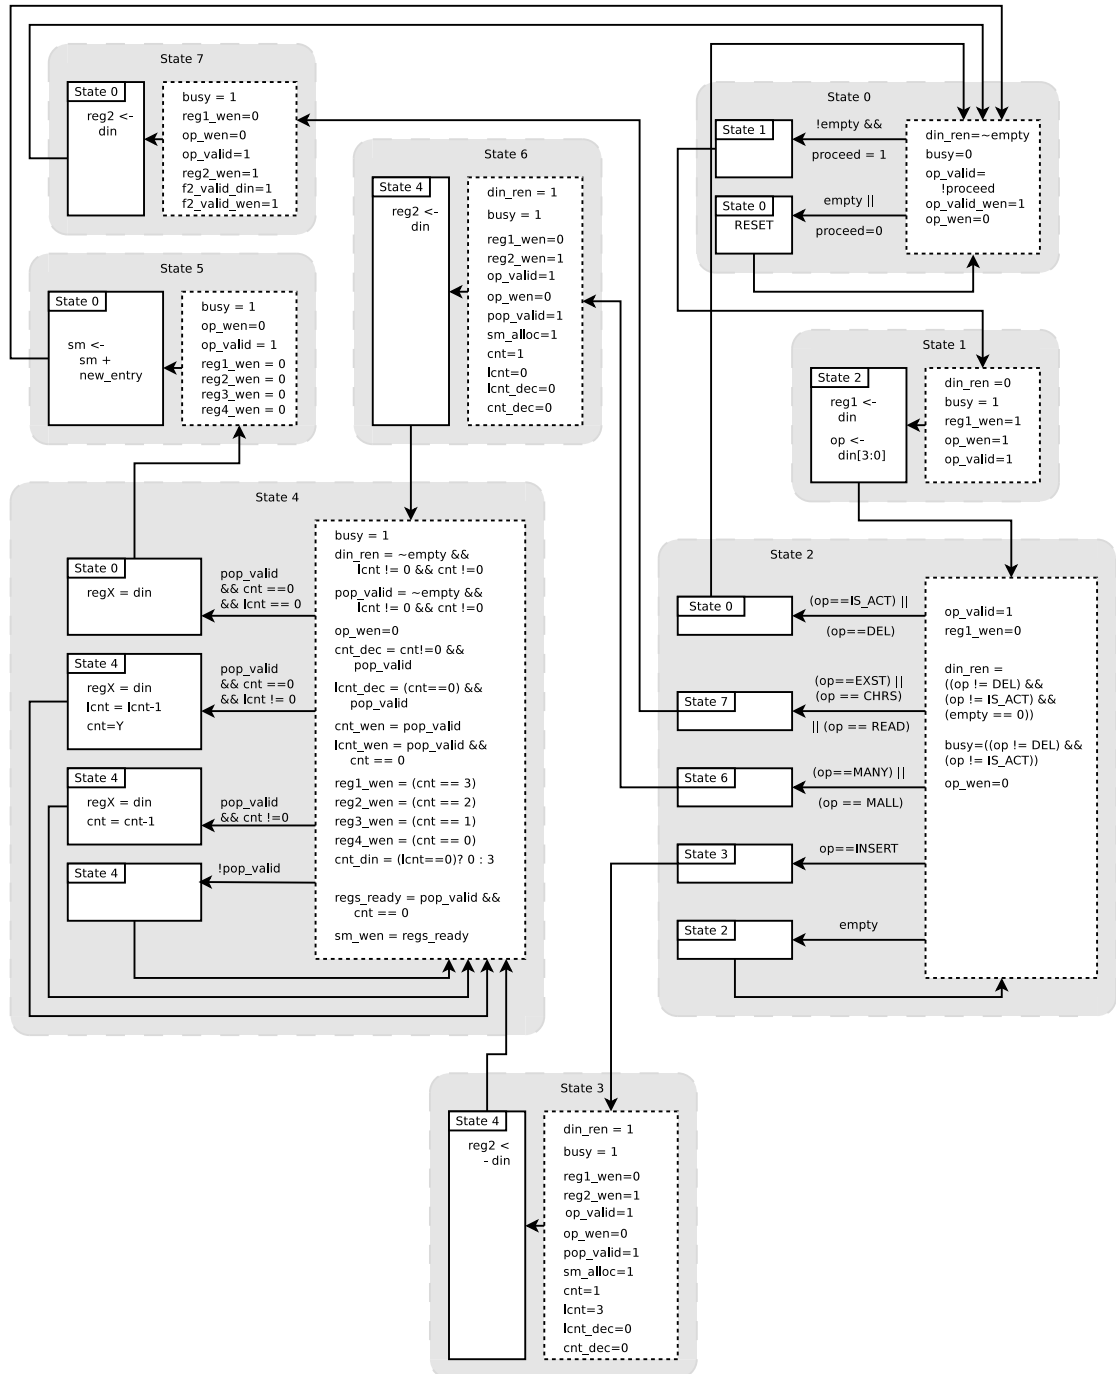 State 7
State 0
reg2 <-
din
busy = 1
reg1_wen=0
op_wen=0
op_valid=1
reg2_wen=1
f2_valid_din=1
f2_valid_wen=1
State 6
State 4
reg2 <-
din
din_ren = 1
busy = 1
reg1_wen=0
reg2_wen=1
op_valid=1
op_wen=0
pop_valid=1
sm_alloc=1
cnt=1
lcnt=0
lcnt_dec=0
cnt_dec=0
State 0
State 1
!empty &&
proceed = 1
State 0
RESET
empty ||
proceed=0
din_ren=~empty
busy=0
op_valid=
!proceed
op_valid_wen=1
op_wen=0
State 5
State 0
sm <-
sm +
new_entry
busy = 1
op_wen=0
op_valid = 1
reg1_wen = 0
reg2_wen = 0
reg3_wen = 0
reg4_wen = 0
State 1
State 2
reg1 <-
din
op <-
din[3:0]
din_ren =0
busy = 1
reg1_wen=1
op_wen=1
op_valid=1
State 4
State 0
regX = din
pop_valid
&& cnt ==0
&& lcnt == 0
State 4
regX = din
lcnt = lcnt-1
cnt=Y
pop_valid
&& cnt ==0
&& lcnt != 0
State 4
regX = din
cnt = cnt-1
pop_valid
&& cnt !=0
State 4
!pop_valid
busy = 1
din_ren = ~empty &&
lcnt != 0 && cnt !=0
pop_valid = ~empty &&
lcnt != 0 && cnt !=0
op_wen=0
cnt_dec = cnt!=0 &&
pop_valid
lcnt_dec = (cnt==0) &&
pop_valid
cnt_wen = pop_valid
lcnt_wen = pop_valid &&
cnt == 0
reg1_wen = (cnt == 3)
reg2_wen = (cnt == 2)
reg3_wen = (cnt == 1)
reg4_wen = (cnt == 0)
cnt_din = (lcnt==0)? 0 : 3
regs_ready = pop_valid &&
cnt == 0
sm_wen = regs_ready
State 2
State 0
(op==IS_ACT) ||
(op==DEL)
State 7
(op==EXST) ||
(op == CHRS)
|| (op == READ)
State 6
(op==MANY) ||
(op == MALL)
State 3
op==INSERT
State 2
empty
op_valid=1
reg1_wen=0
din_ren =
((op != DEL) &&
(op != IS_ACT) &&
(empty == 0))
busy=((op != DEL) &&
(op != IS_ACT))
op_wen=0
State 3
State 4
reg2 <
- din
din_ren = 1
busy = 1
reg1_wen=0
reg2_wen=1
op_valid=1
op_wen=0
pop_valid=1
sm_alloc=1
cnt=1
lcnt=3
lcnt_dec=0
cnt_dec=0